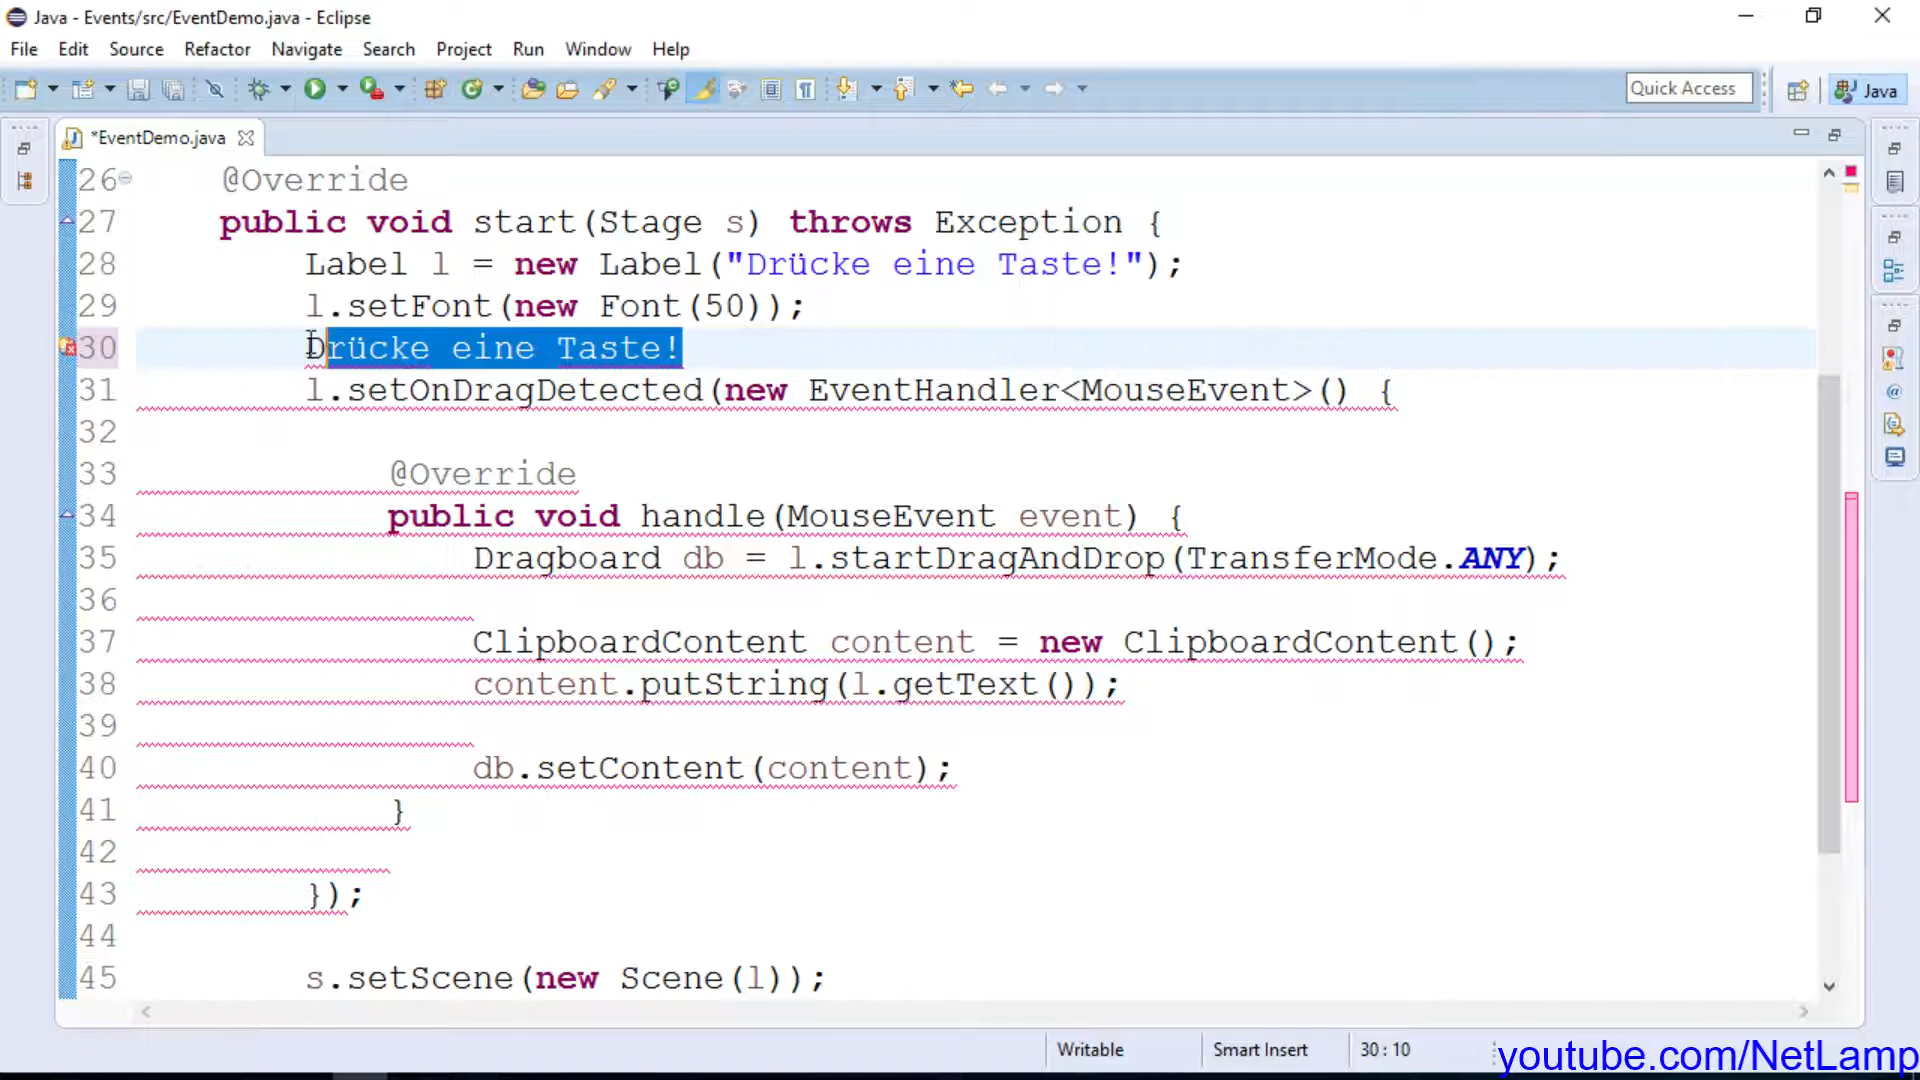 Java - Events/src/EventDemo.java - Eclipse
File Edit Source Refactor Navigate Search Project Run Window Help
Quick Access Java
*EventDemo.java
26 @Override
27 public void start(Stage s) throws Exception {
28 Label l = new Label("Drücke eine Taste!");
29 l.setFont(new Font(50));
30 Drücke eine Taste!
31 l.setOnDragDetected(new EventHandler<MouseEvent>() {
32
33 @Override
34 public void handle(MouseEvent event) {
35 Dragboard db = l.startDragAndDrop(TransferMode.ANY);
36
37 ClipboardContent content = new ClipboardContent();
38 content.putString(l.getText());
39
40 db.setContent(content);
41 }
42
43 });
44
45 s.setScene(new Scene(l));
Writable Smart Insert 30 : 10
youtube.com/NetLamp